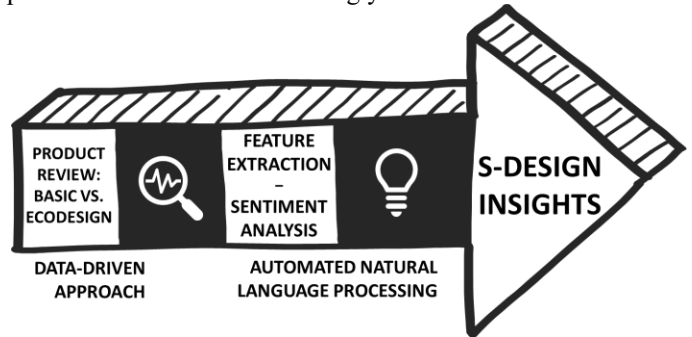 PRODUCT
REVIEW:
BASIC VS.
ECODESIGN
FEATURE
EXTRACTION
–
SENTIMENT
ANALYSIS
S-DESIGN
INSIGHTS
DATA-DRIVEN
APPROACH
AUTOMATED NATURAL
LANGUAGE PROCESSING